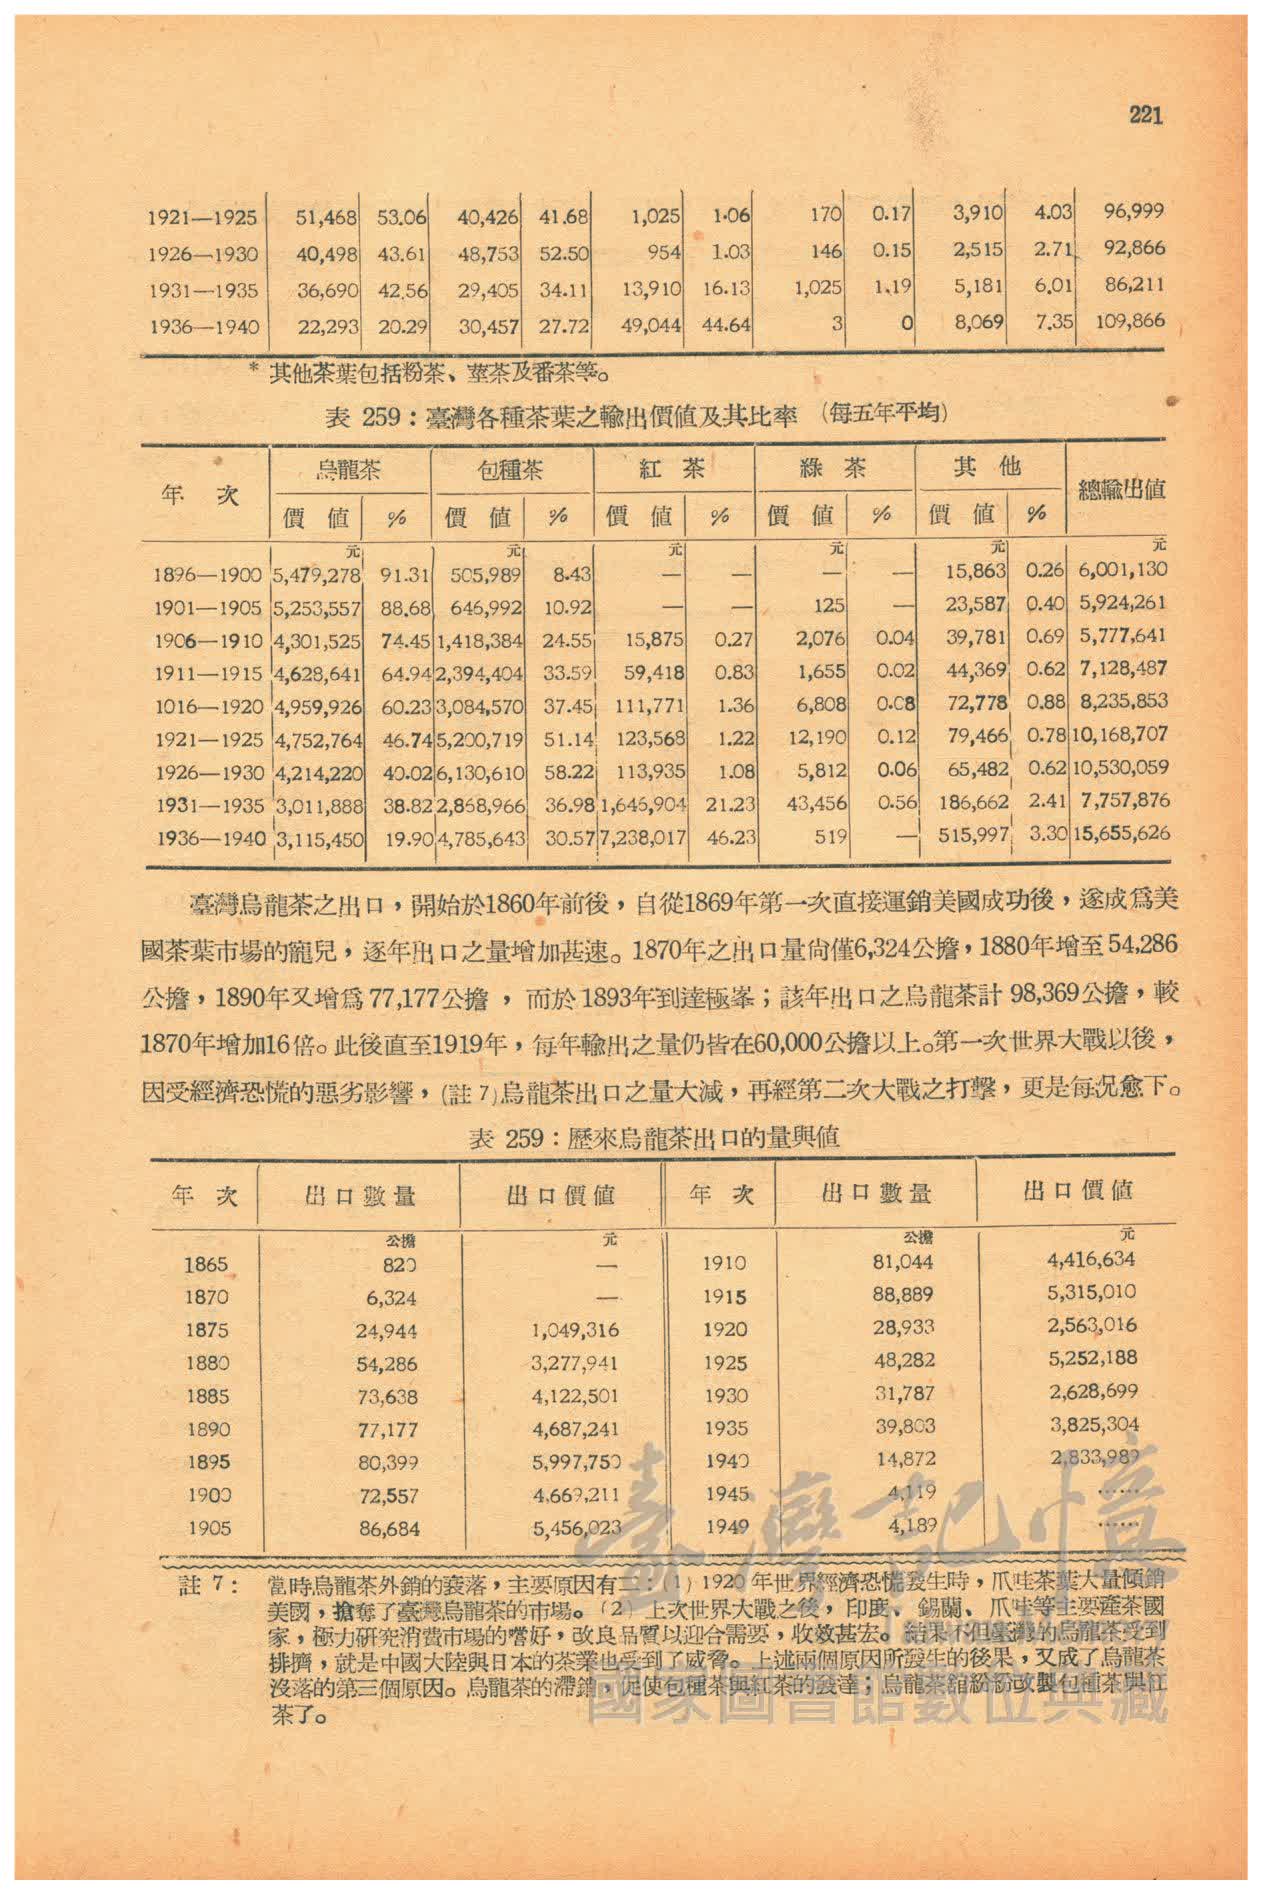 221
1921—1925 51,468 53.06 40,426 41.68 1,025 1.06 170 0.17 3,910 4.03 96,999
1926—1930 40,498 43.61 48,753 52.50 954 1.03 146 0.15 2,515 2.71 92,866
1931—1935 36,690 42.56 29,405 34.11 13,910 16.13 1,025 1.19 5,181 6.01 86,211
1936—1940 22,293 20.29 30,457 27.72 49,044 44.64 3 0 8,069 7.35 109,866
* 其他茶葉包括粉茶、莖茶及番茶等。
表 259：臺灣各種茶葉之輸出價值及其比率 (每五年平均)
年 次 烏龍茶 包種茶 紅 茶 綠 茶 其 他 總輸出值
價 值 % 價 值 % 價 值 % 價 值 % 價 值 %
元 元 元 元 元 元
1896—1900 5,479,278 91.31 505,989 8.43 — — — — 15,863 0.26 6,001,130
1901—1905 5,253,557 88.68 646,992 10.92 — — 125 — 23,587 0.40 5,924,261
1906—1910 4,301,525 74.45 1,418,384 24.55 15,875 0.27 2,076 0.04 39,781 0.69 5,777,641
1911—1915 4,628,641 64.94 2,394,404 33.59 59,418 0.83 1,655 0.02 44,369 0.62 7,128,487
1016—1920 4,959,926 60.23 3,084,570 37.45 111,771 1.36 6,808 0.08 72,778 0.88 8,235,853
1921—1925 4,752,764 46.74 5,200,719 51.14 123,568 1.22 12,190 0.12 79,466 0.78 10,168,707
1926—1930 4,214,220 40.02 6,130,610 58.22 113,935 1.08 5,812 0.06 65,482 0.62 10,530,059
1931—1935 3,011,888 38.82 2,868,966 36.98 1,646,904 21.23 43,456 0.56 186,662 2.41 7,757,876
1936—1940 3,115,450 19.90 4,785,643 30.57 7,238,017 46.23 519 — 515,997 3.30 15,655,626
臺灣烏龍茶之出口，開始於1860年前後，自從1869年第一次直接運銷美國成功後，遂成爲美
國茶葉市場的寵兒，逐年出口之量增加甚速。1870年之出口量尙僅6,324公擔，1880年增至54,286
公擔，1890年又增爲77,177公擔，而於1893年到達極峯；該年出口之烏龍茶計98,369公擔，較
1870年增加16倍。此後直至1919年，每年輸出之量仍皆在60,000公擔以上。第一次世界大戰以後，
因受經濟恐慌的惡劣影響，(註7)烏龍茶出口之量大減，再經第二次大戰之打擊，更是每況愈下。
表 259：歷來烏龍茶出口的量與値
年 次 出口數量 出口價値 年 次 出口數量 出口價値
公擔 元 公擔 元
1865 820 — 1910 81,044 4,416,634
1870 6,324 — 1915 88,889 5,315,010
1875 24,944 1,049,316 1920 28,933 2,563,016
1880 54,286 3,277,941 1925 48,282 5,252,188
1885 73,638 4,122,501 1930 31,787 2,628,699
1890 77,177 4,687,241 1935 39,803 3,825,304
1895 80,399 5,997,750 1940 14,872 2,833,989
1900 72,557 4,669,211 1945 4,119 ……
1905 86,684 5,456,023 1949 4,189 ……
註 7： 當時烏龍茶外銷的衰落，主要原因有二：(1) 1920年世界經濟恐慌發生時，爪哇茶葉大量傾銷
美國，搶奪了臺灣烏龍茶的市場。(2) 上次世界大戰之後，印度、錫蘭、爪哇等主要產茶國
家，極力研究消費市場的嗜好，改良品質以迎合需要，收效甚宏。結果不但臺灣的烏龍茶受到
排擠，就是中國大陸與日本的茶業也受到了威脅。上述兩個原因所發生的後果，又成了烏龍茶
沒落的第三個原因。烏龍茶的滯銷，促使包種茶與紅茶的發達；烏龍茶舘紛紛改製包種茶與紅
茶了。
臺灣記憶
國家圖書館數位典藏